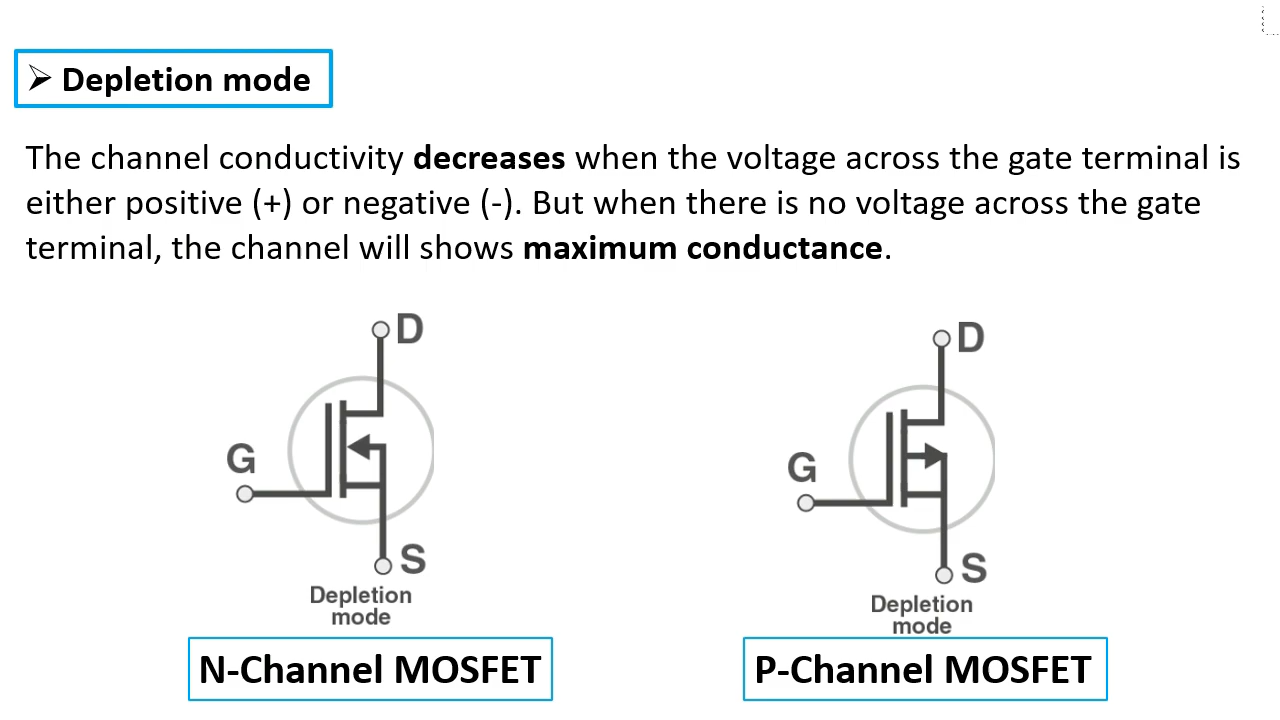 ➢ Depletion mode
The channel conductivity decreases when the voltage across the gate terminal is
either positive (+) or negative (-). But when there is no voltage across the gate
terminal, the channel will shows maximum conductance.
D
G
S
Depletion
mode
N-Channel MOSFET
D
G
S
Depletion
mode
P-Channel MOSFET